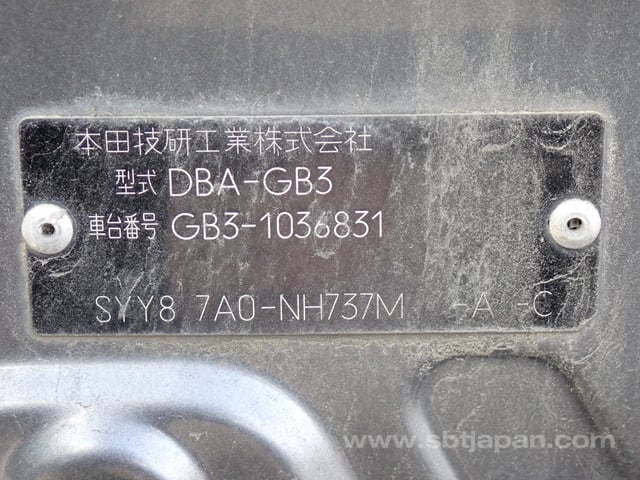 本田技研工業株式会社
型式 DBA-GB3
車台番号 GB3-1036831
SYY8 7A0-NH737M -A -C
www.sbtjapan.com